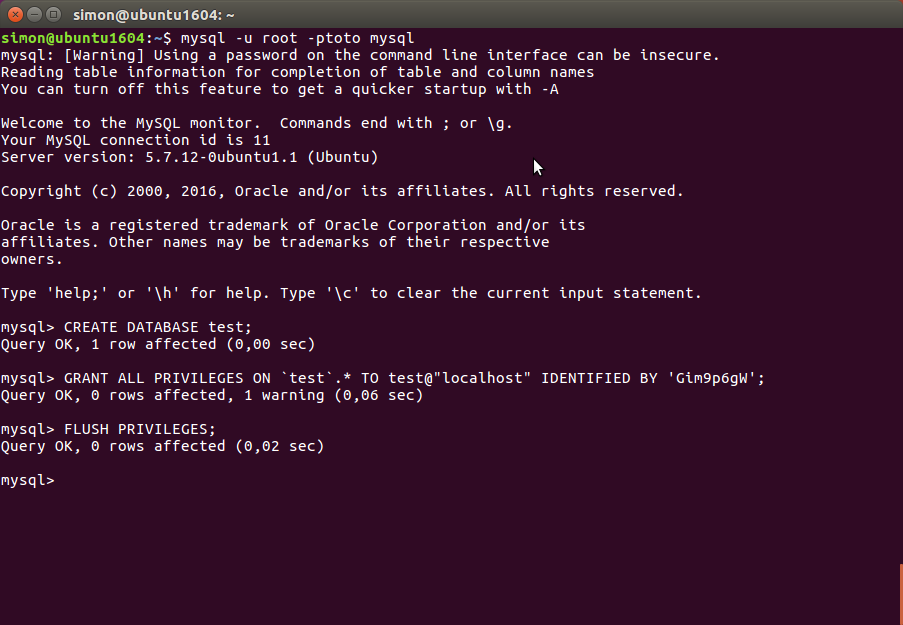 simon@ubuntu1604: ~
simon@ubuntu1604:~$ mysql -u root -ptoto mysql
mysql: [Warning] Using a password on the command line interface can be insecure.
Reading table information for completion of table and column names
You can turn off this feature to get a quicker startup with -A
Welcome to the MySQL monitor.  Commands end with ; or \g.
Your MySQL connection id is 11
Server version: 5.7.12-0ubuntu1.1 (Ubuntu)
Copyright (c) 2000, 2016, Oracle and/or its affiliates. All rights reserved.
Oracle is a registered trademark of Oracle Corporation and/or its
affiliates. Other names may be trademarks of their respective
owners.
Type 'help;' or '\h' for help. Type '\c' to clear the current input statement.
mysql> CREATE DATABASE test;
Query OK, 1 row affected (0,00 sec)
mysql> GRANT ALL PRIVILEGES ON `test`.* TO test@"localhost" IDENTIFIED BY 'Gim9p6gW';
Query OK, 0 rows affected, 1 warning (0,06 sec)
mysql> FLUSH PRIVILEGES;
Query OK, 0 rows affected (0,02 sec)
mysql>